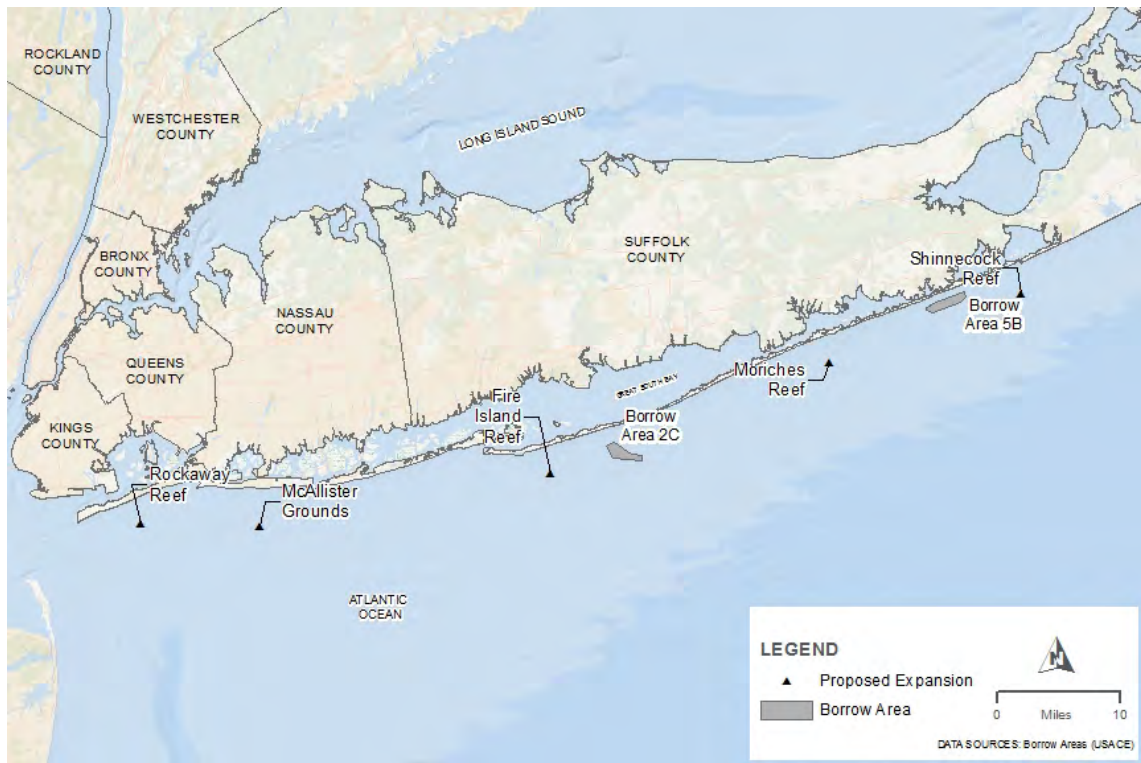 ROCKLAND
COUNTY
WESTCHESTER
COUNTY
LONG ISLAND SOUND
BRONX
COUNTY
SUFFOLK
COUNTY
Shinnecock
Reef
NASSAU
COUNTY
Borrow
Area 5B
QUEENS
COUNTY
Moriches
Reef
GREAT SOUTH BAY
Fire
Island
Reef
Borrow
Area 2C
KINGS
COUNTY
Rockaway
Reef
McAllister
Grounds
ATLANTIC
OCEAN
LEGEND
N
Proposed Expansion
Borrow Area
0 Miles 10
DATA SOURCES: Borrow Areas (USACE)